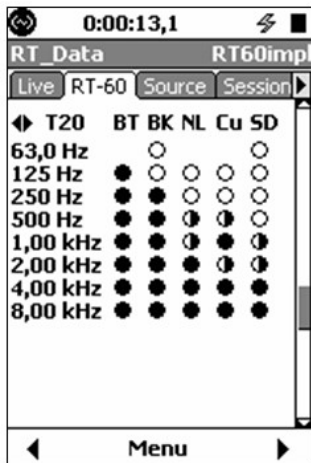 0:00:13,1
RT_Data RT60impl
Live RT-60 Source Session
T20 BT BK NL Cu SD
63,0 Hz
125 Hz
250 Hz
500 Hz
1,00 kHz
2,00 kHz
4,00 kHz
8,00 kHz
Menu